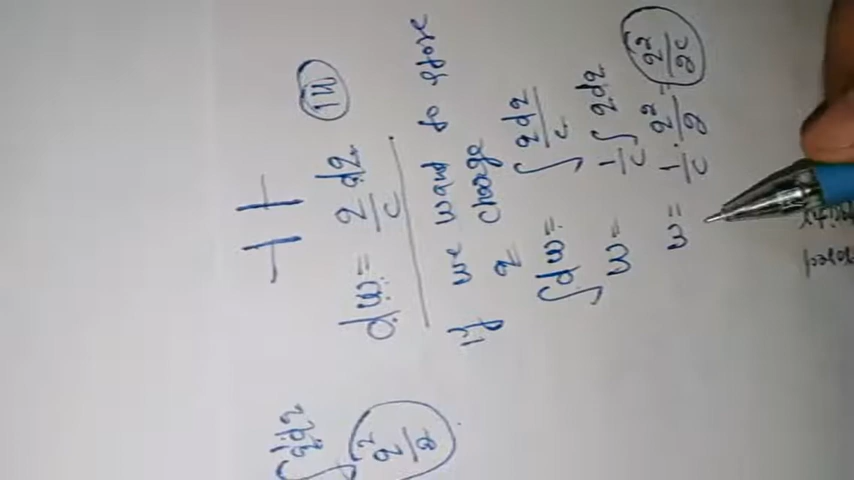 dw = q/c dq (iii)
if we want to store
q charge
∫dw = ∫ q dq/c
w = 1/c ∫ q dq
w = 1/c . q²/2 = q²/2c
∫ q dq
q²/2